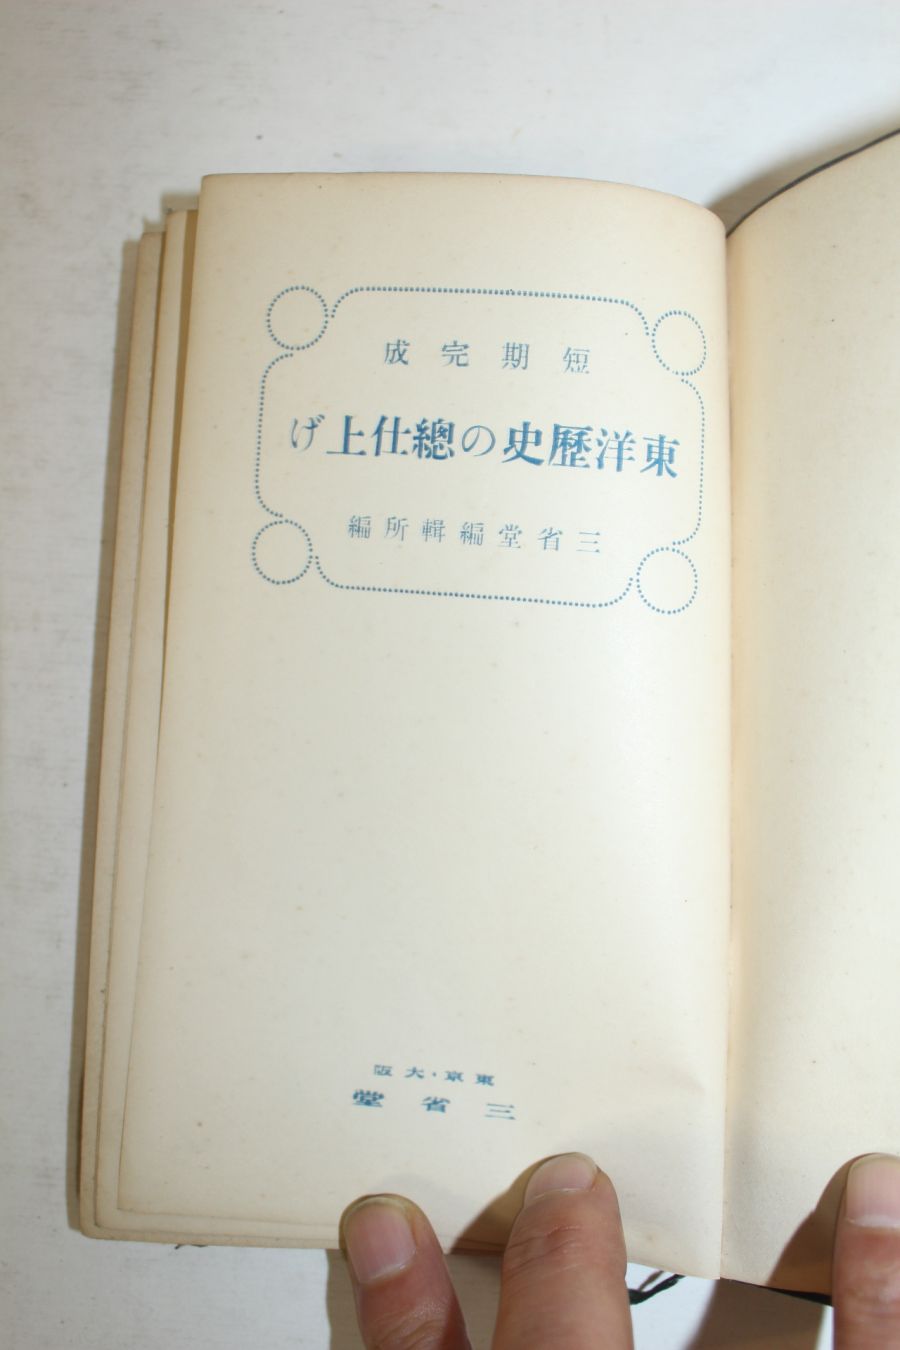 短期完成
東洋歷史の總仕上げ
三省堂編輯所編
東京・大阪
三省堂